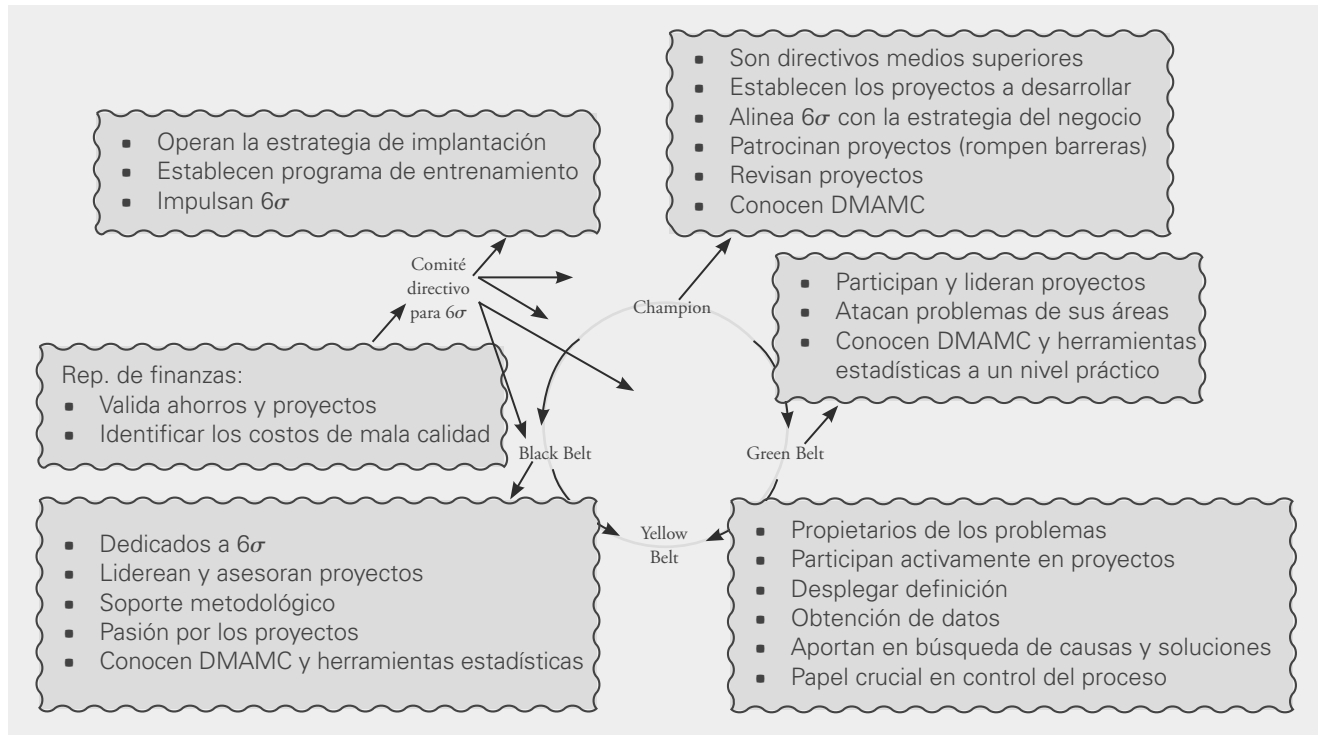 ▪ Operan la estrategia de implantación
▪ Establecen programa de entrenamiento
▪ Impulsan 6σ
▪ Son directivos medios superiores
▪ Establecen los proyectos a desarrollar
▪ Alinea 6σ con la estrategia del negocio
▪ Patrocinan proyectos (rompen barreras)
▪ Revisan proyectos
▪ Conocen DMAMC
Comité
directivo
para 6σ
Champion
▪ Participan y lideran proyectos
▪ Atacan problemas de sus áreas
▪ Conocen DMAMC y herramientas
estadísticas a un nivel práctico
Rep. de finanzas:
▪ Valida ahorros y proyectos
▪ Identificar los costos de mala calidad
Black Belt
Green Belt
Yellow
Belt
▪ Dedicados a 6σ
▪ Liderean y asesoran proyectos
▪ Soporte metodológico
▪ Pasión por los proyectos
▪ Conocen DMAMC y herramientas estadísticas
▪ Propietarios de los problemas
▪ Participan activamente en proyectos
▪ Desplegar definición
▪ Obtención de datos
▪ Aportan en búsqueda de causas y soluciones
▪ Papel crucial en control del proceso